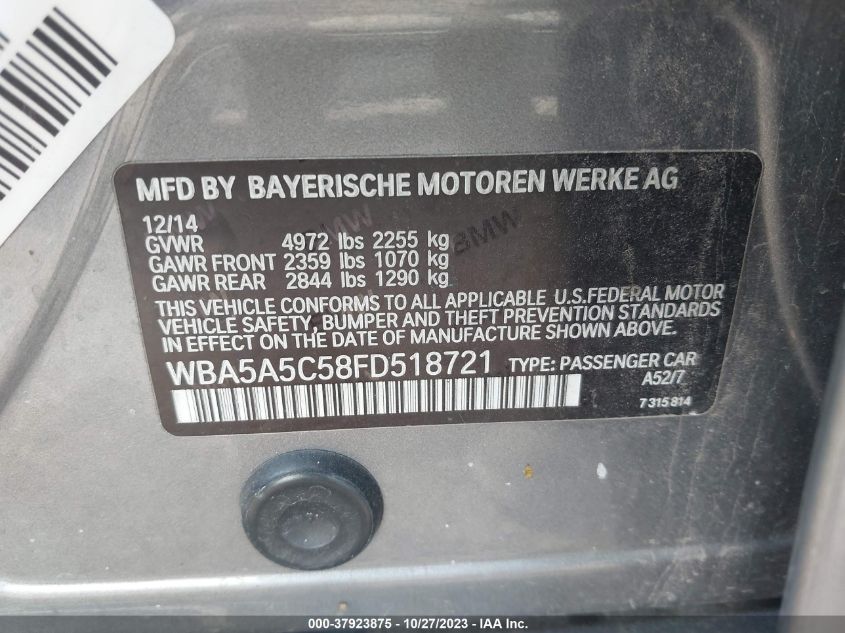 MFD BY BAYERISCHE MOTOREN WERKE AG
12/14
GVWR 4972 lbs 2255 kg
GAWR FRONT 2359 lbs 1070 kg
GAWR REAR 2844 lbs 1290 kg
THIS VEHICLE CONFORMS TO ALL APPLICABLE U.S.FEDERAL MOTOR
VEHICLE SAFETY, BUMPER AND THEFT PREVENTION STANDARDS
IN EFFECT ON THE DATE OF MANUFACTURE SHOWN ABOVE.
WBA5A5C58FD518721 TYPE: PASSENGER CAR
A52/7
7315814
BMW
000-37923875 | 10/27/2023 | IAA Inc.